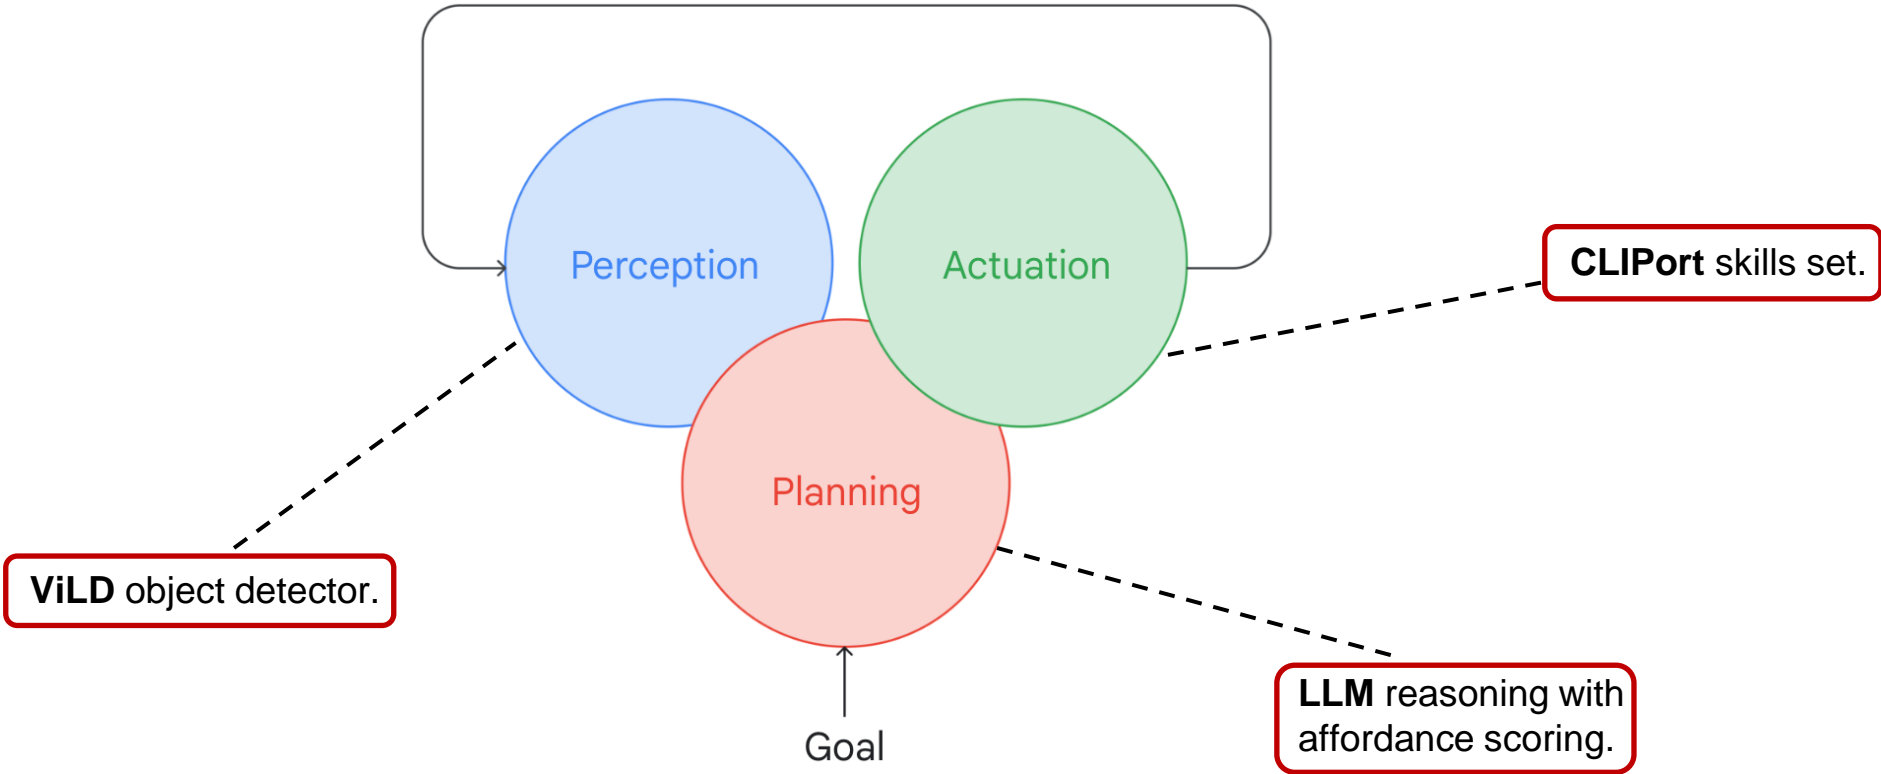 Perception
Actuation
CLIPort skills set.
Planning
ViLD object detector.
LLM reasoning with
affordance scoring.
Goal